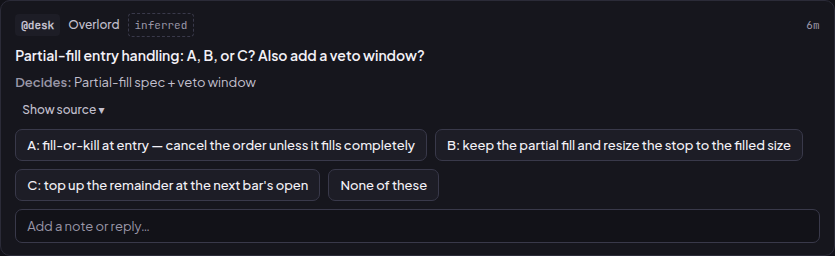 @desk Overlord inferred 6m
Partial-fill entry handling: A, B, or C? Also add a veto window?
Decides: Partial-fill spec + veto window
Show source ▾
A: fill-or-kill at entry — cancel the order unless it fills completely B: keep the partial fill and resize the stop to the filled size
C: top up the remainder at the next bar's open None of these
Add a note or reply...